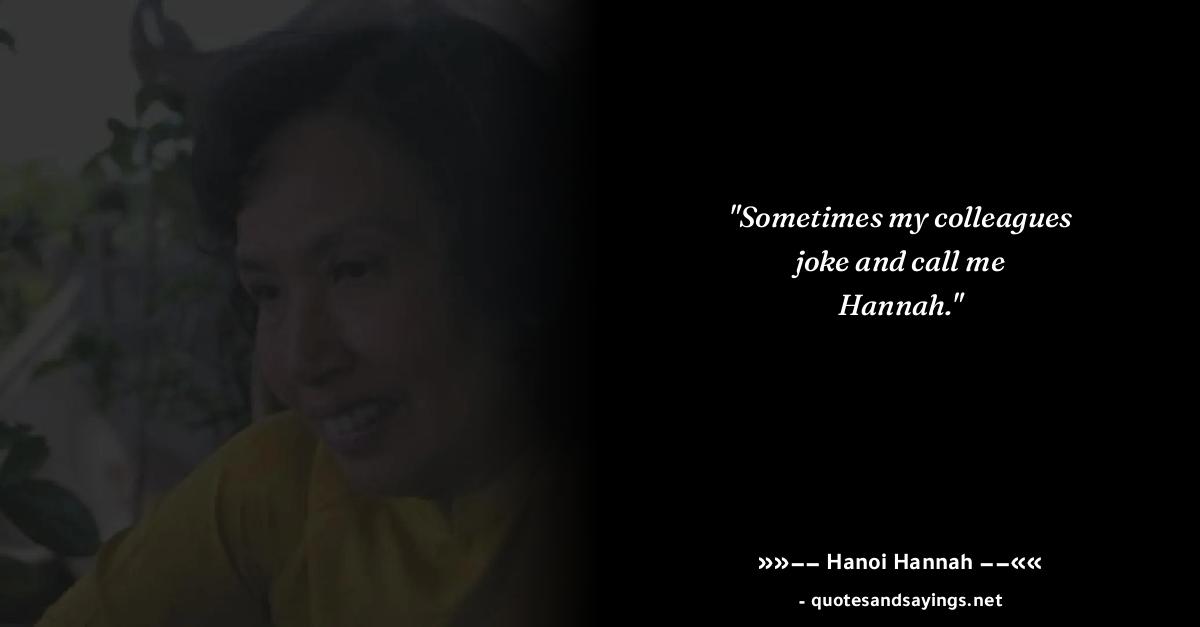 "Sometimes my colleagues
joke and call me
Hannah."
»»−− Hanoi Hannah −−««
- quotesandsayings.net